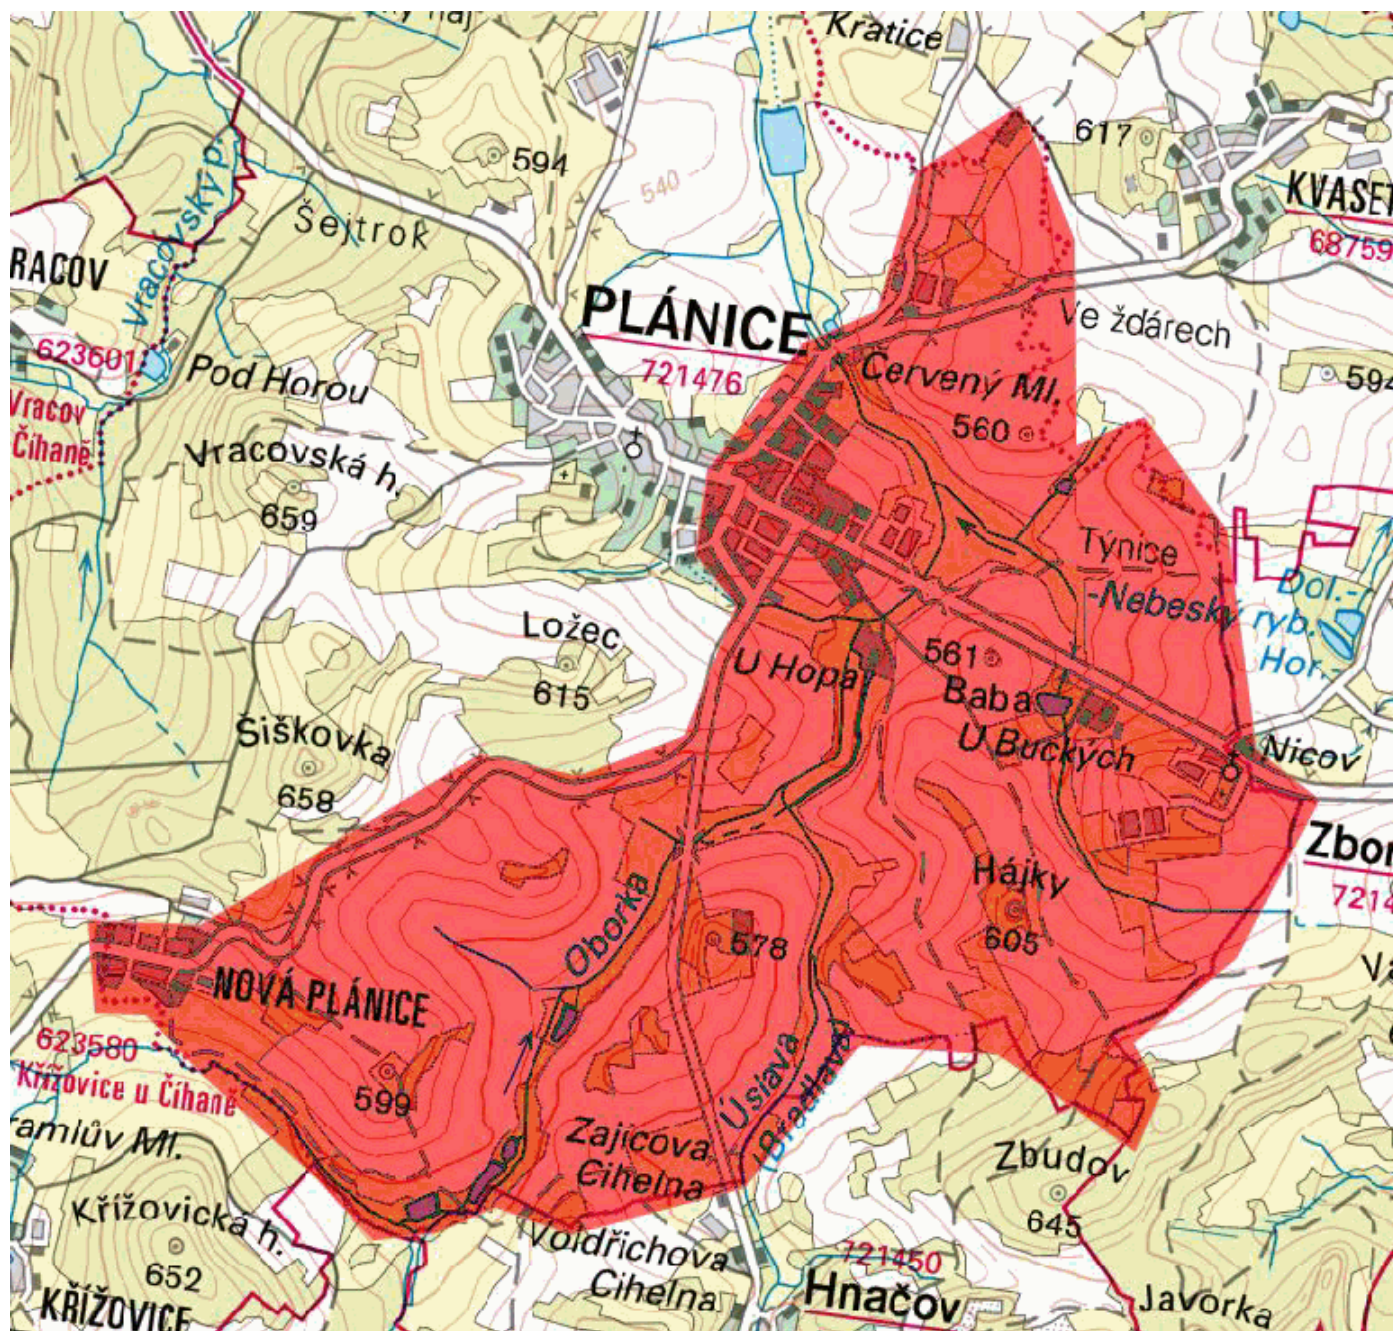 Kratice
617
594
540
KVASET
68759
Šejtrok
Vracovský p.
RACOV
623601
PLÁNICE
721476
Ve žďárech
Pod Horou
Červený Ml.
594
Vracov
Číhaně
560
Vracovská h.
659
Týnice
-Nebeský ryb.
Dol.-
Hor.-
Ložec
615
U Hopa
561
Baba
U Buckých
Nicov
Šiškovka
658
Zbor
7214
Hájky
605
578
Oborka
NOVÁ PLÁNICE
623580
Křížovice u Číhaně
599
Úslava
(Bradlava)
Zajícova
Cihelna
Zbudov
645
Křížovická h.
652
KŘÍŽOVICE
Voldřichova
Cihelna
721450
Hnačov
Javorka